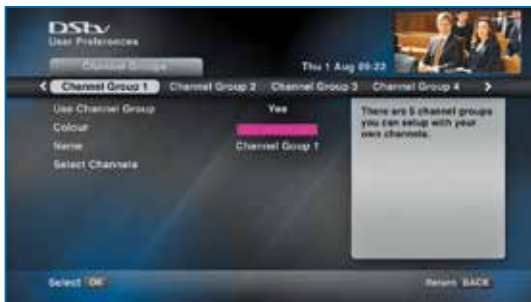 DStv
User Preferences
Channel Groups
Thu 1 Aug 09:22
Channel Group 1 Channel Group 2 Channel Group 3 Channel Group 4
Use Channel Group Yes
Colour
Name Channel Goup 1
Select Channels
There are 5 channel groups
you can setup with your
own channels.
Select OK
Return BACK